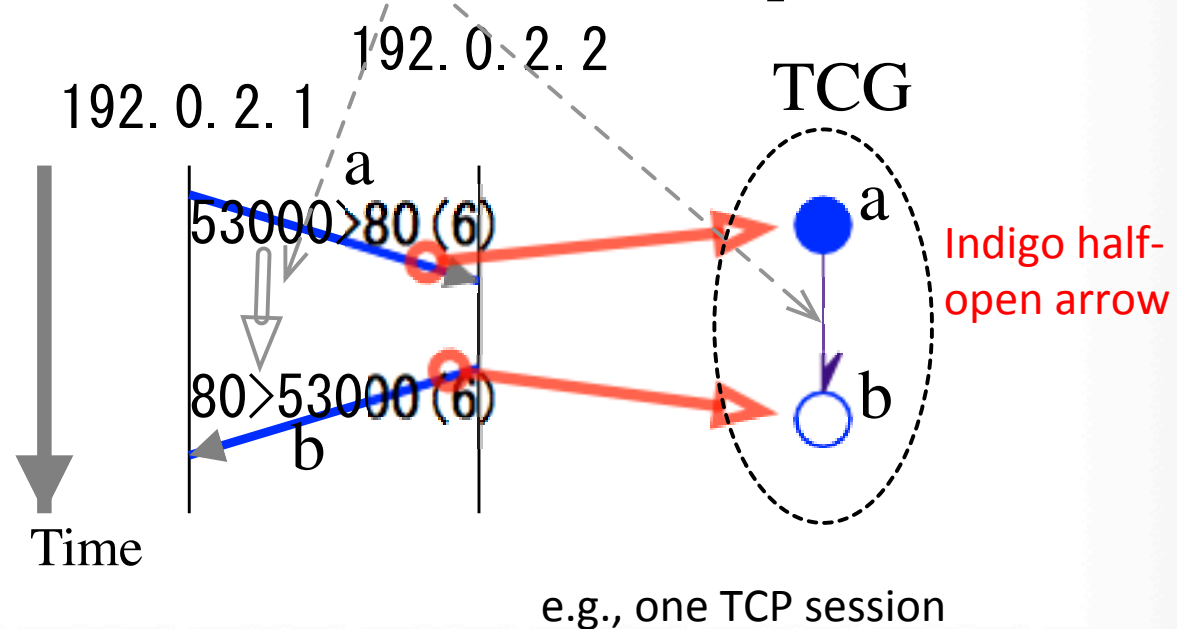 192.0.2.2
192.0.2.1
TCG
a
53000>80(6)
a
Indigo half-
open arrow
80>53000(6)
b
b
Time
e.g., one TCP session